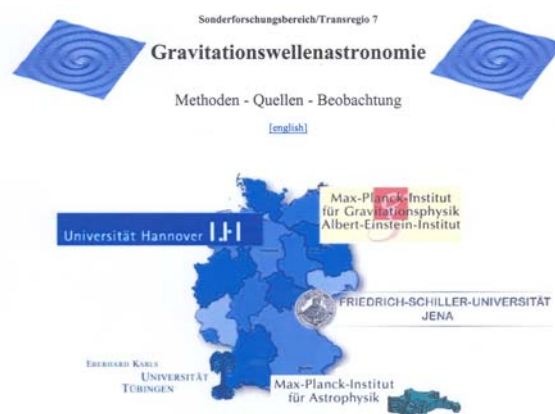 Sonderforschungsbereich/Transregio 7
Gravitationswellenastronomie
Methoden - Quellen - Beobachtung
[english]
Max-Planck-Institut
für Gravitationsphysik
Albert-Einstein-Institut
Universität Hannover
FRIEDRICH-SCHILLER-UNIVERSITÄT
JENA
EBERHARD KARLS
UNIVERSITÄT
TÜBINGEN
Max-Planck-Institut
für Astrophysik